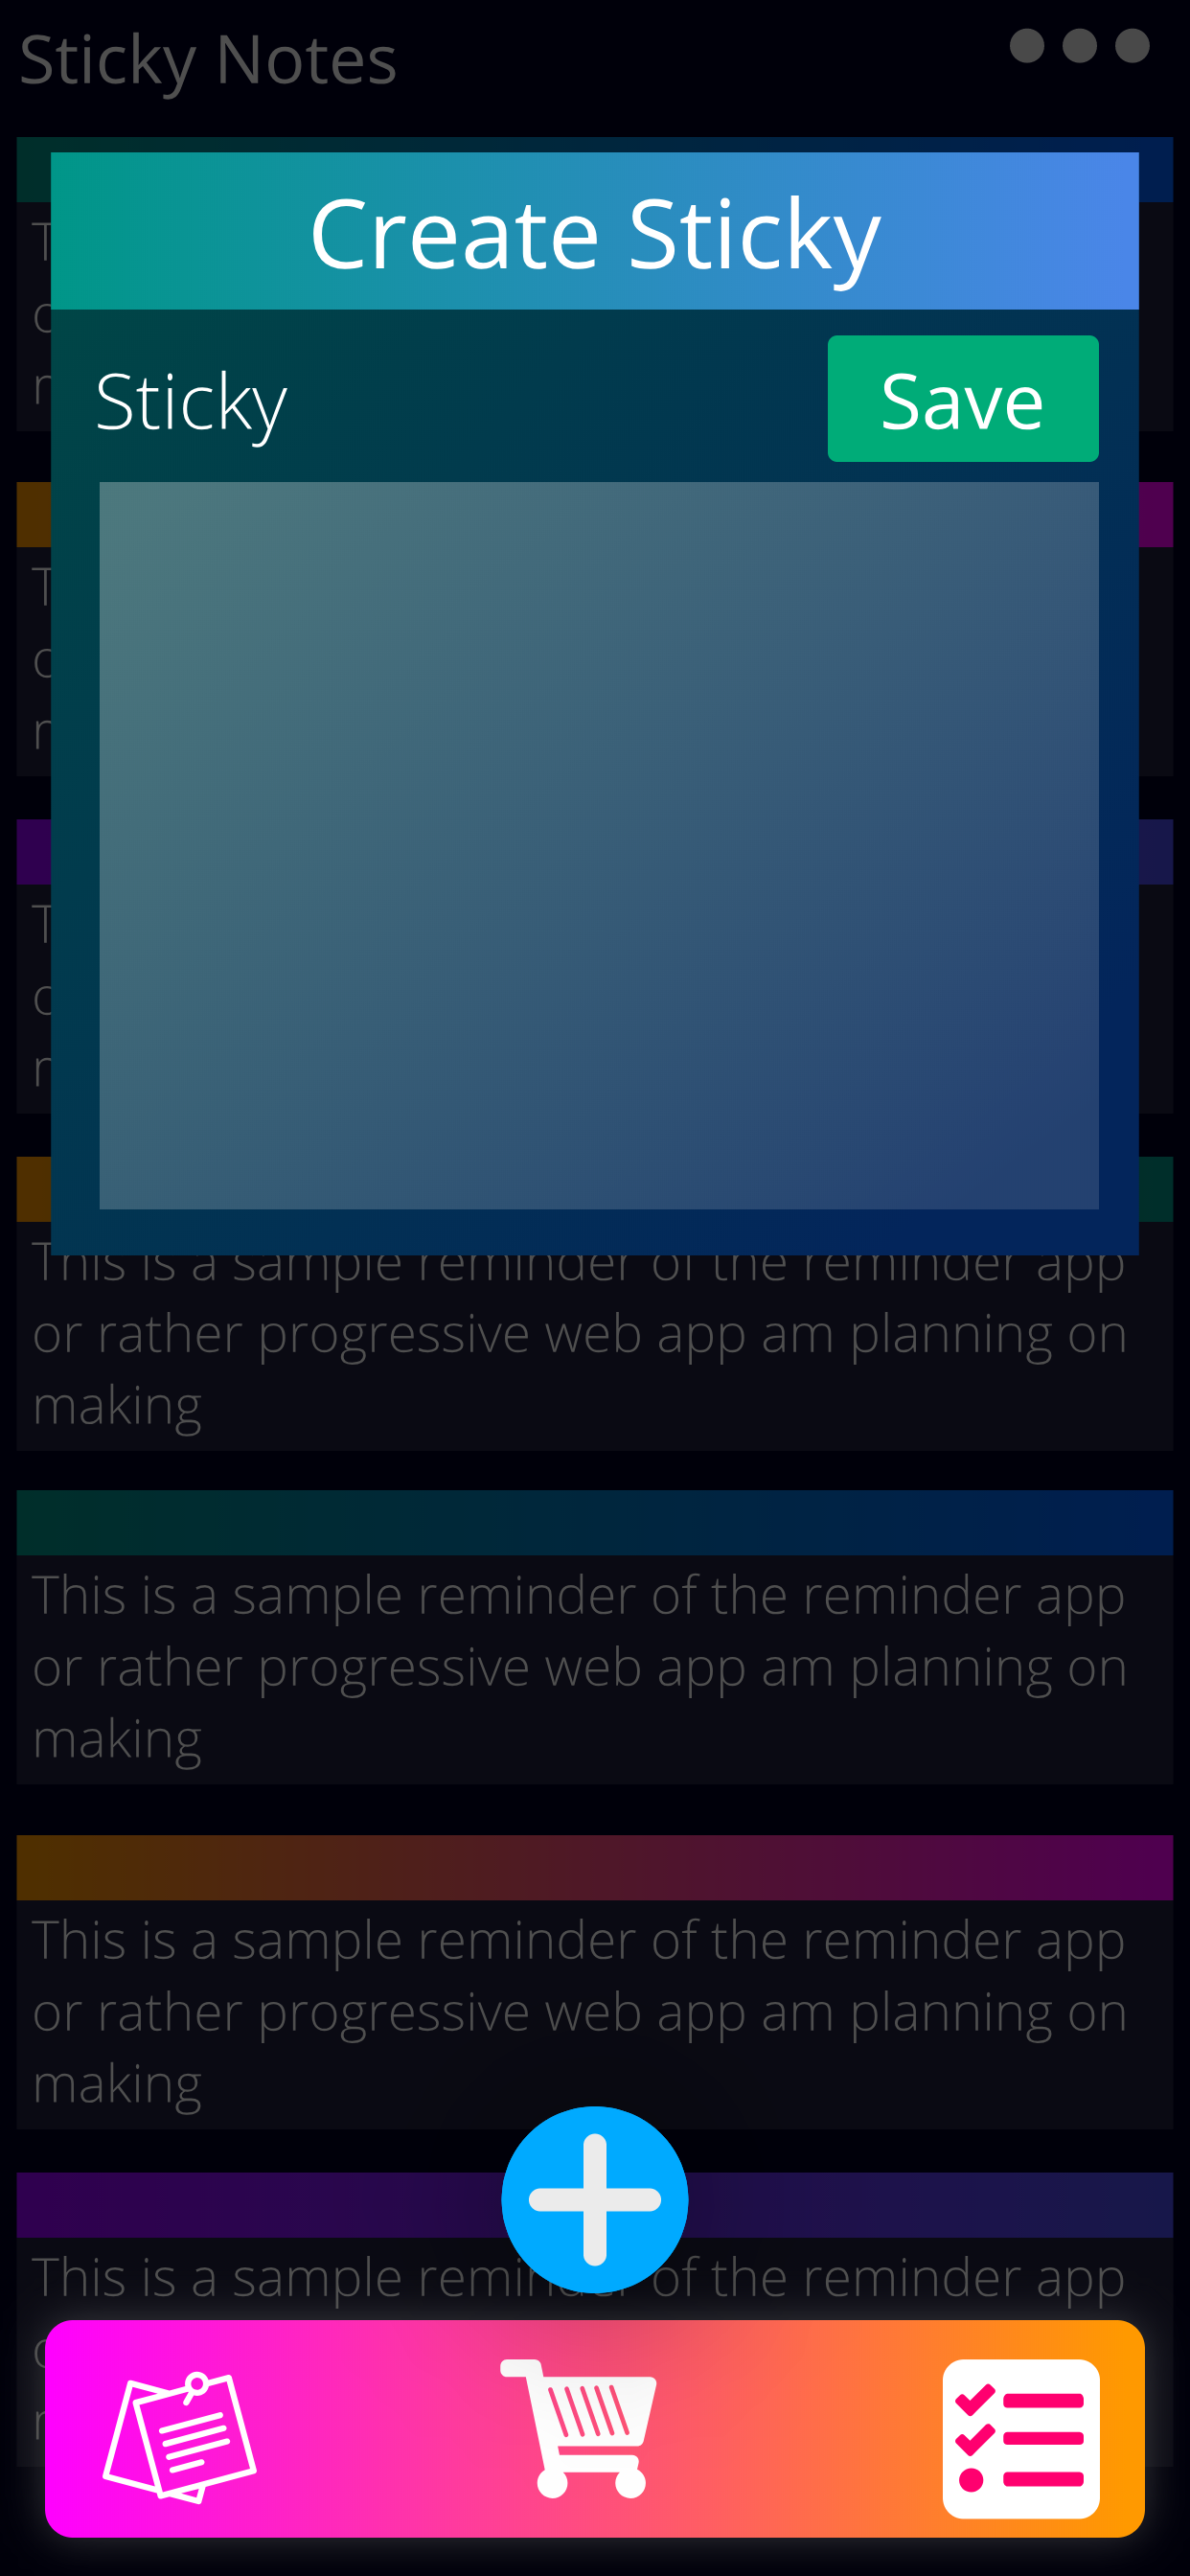 Sticky Notes
Create Sticky
Sticky
Save
This is a sample reminder of the reminder app
or rather progressive web app am planning on
making
This is a sample reminder of the reminder app
or rather progressive web app am planning on
making
This is a sample reminder of the reminder app
or rather progressive web app am planning on
making
This is a sample reminder of the reminder app